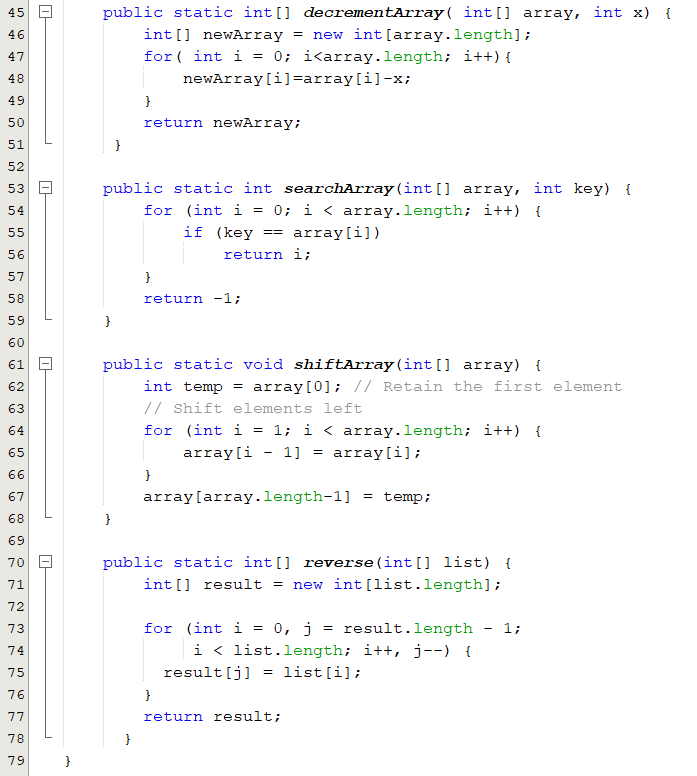 45 public static int[] decrementArray( int[] array, int x) {
46 int[] newArray = new int[array.length];
47 for( int i = 0; i<array.length; i++){
48 newArray[i]=array[i]-x;
49 }
50 return newArray;
51 }
52
53 public static int searchArray(int[] array, int key) {
54 for (int i = 0; i < array.length; i++) {
55 if (key == array[i])
56 return i;
57 }
58 return -1;
59 }
60
61 public static void shiftArray(int[] array) {
62 int temp = array[0]; // Retain the first element
63 // Shift elements left
64 for (int i = 1; i < array.length; i++) {
65 array[i - 1] = array[i];
66 }
67 array[array.length-1] = temp;
68 }
69
70 public static int[] reverse(int[] list) {
71 int[] result = new int[list.length];
72
73 for (int i = 0, j = result.length - 1;
74 i < list.length; i++, j--) {
75 result[j] = list[i];
76 }
77 return result;
78 }
79 }